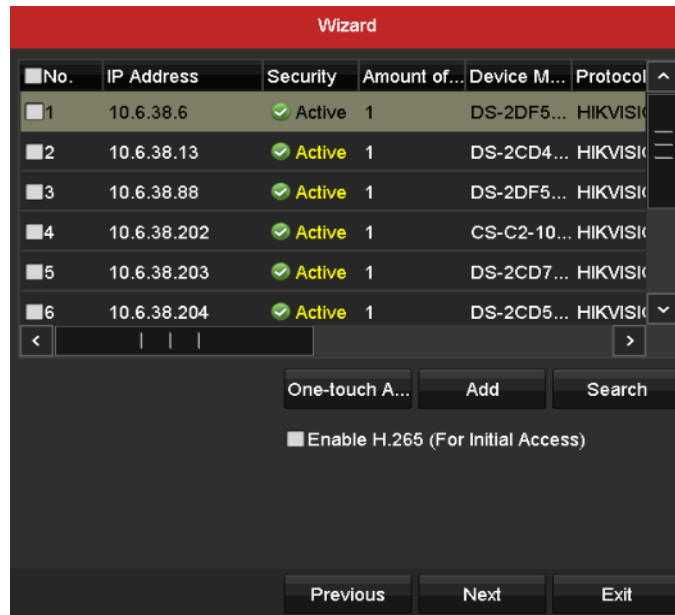 Wizard
No. IP Address Security Amount of... Device M... Protocol
1 10.6.38.6 Active 1 DS-2DF5... HIKVISI
2 10.6.38.13 Active 1 DS-2CD4... HIKVISI
3 10.6.38.88 Active 1 DS-2DF5... HIKVISI
4 10.6.38.202 Active 1 CS-C2-10... HIKVISI
5 10.6.38.203 Active 1 DS-2CD7... HIKVISI
6 10.6.38.204 Active 1 DS-2CD5... HIKVISI
One-touch A... Add Search
Enable H.265 (For Initial Access)
Previous Next Exit